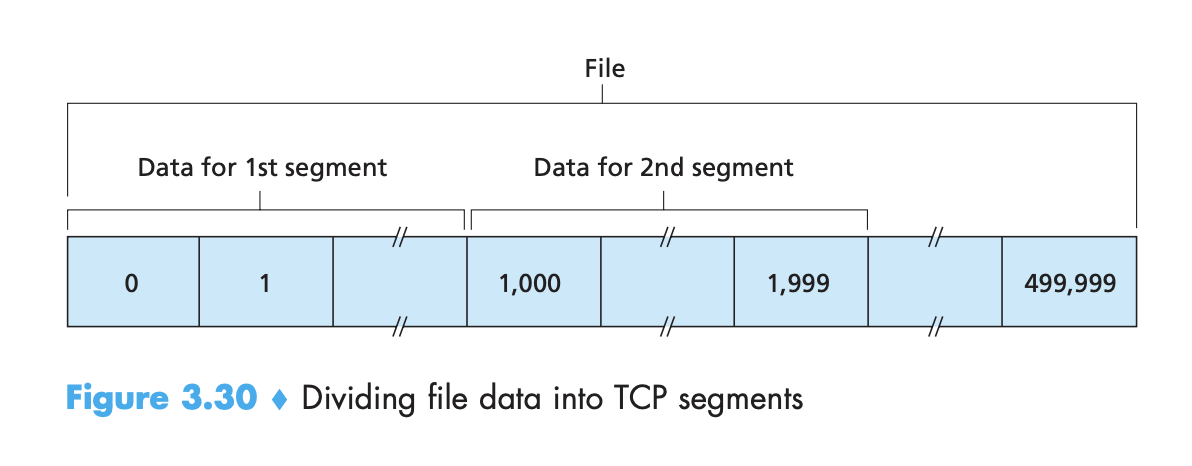 File
Data for 1st segment Data for 2nd segment
0 1 1,000 1,999 499,999
Figure 3.30 ♦ Dividing file data into TCP segments